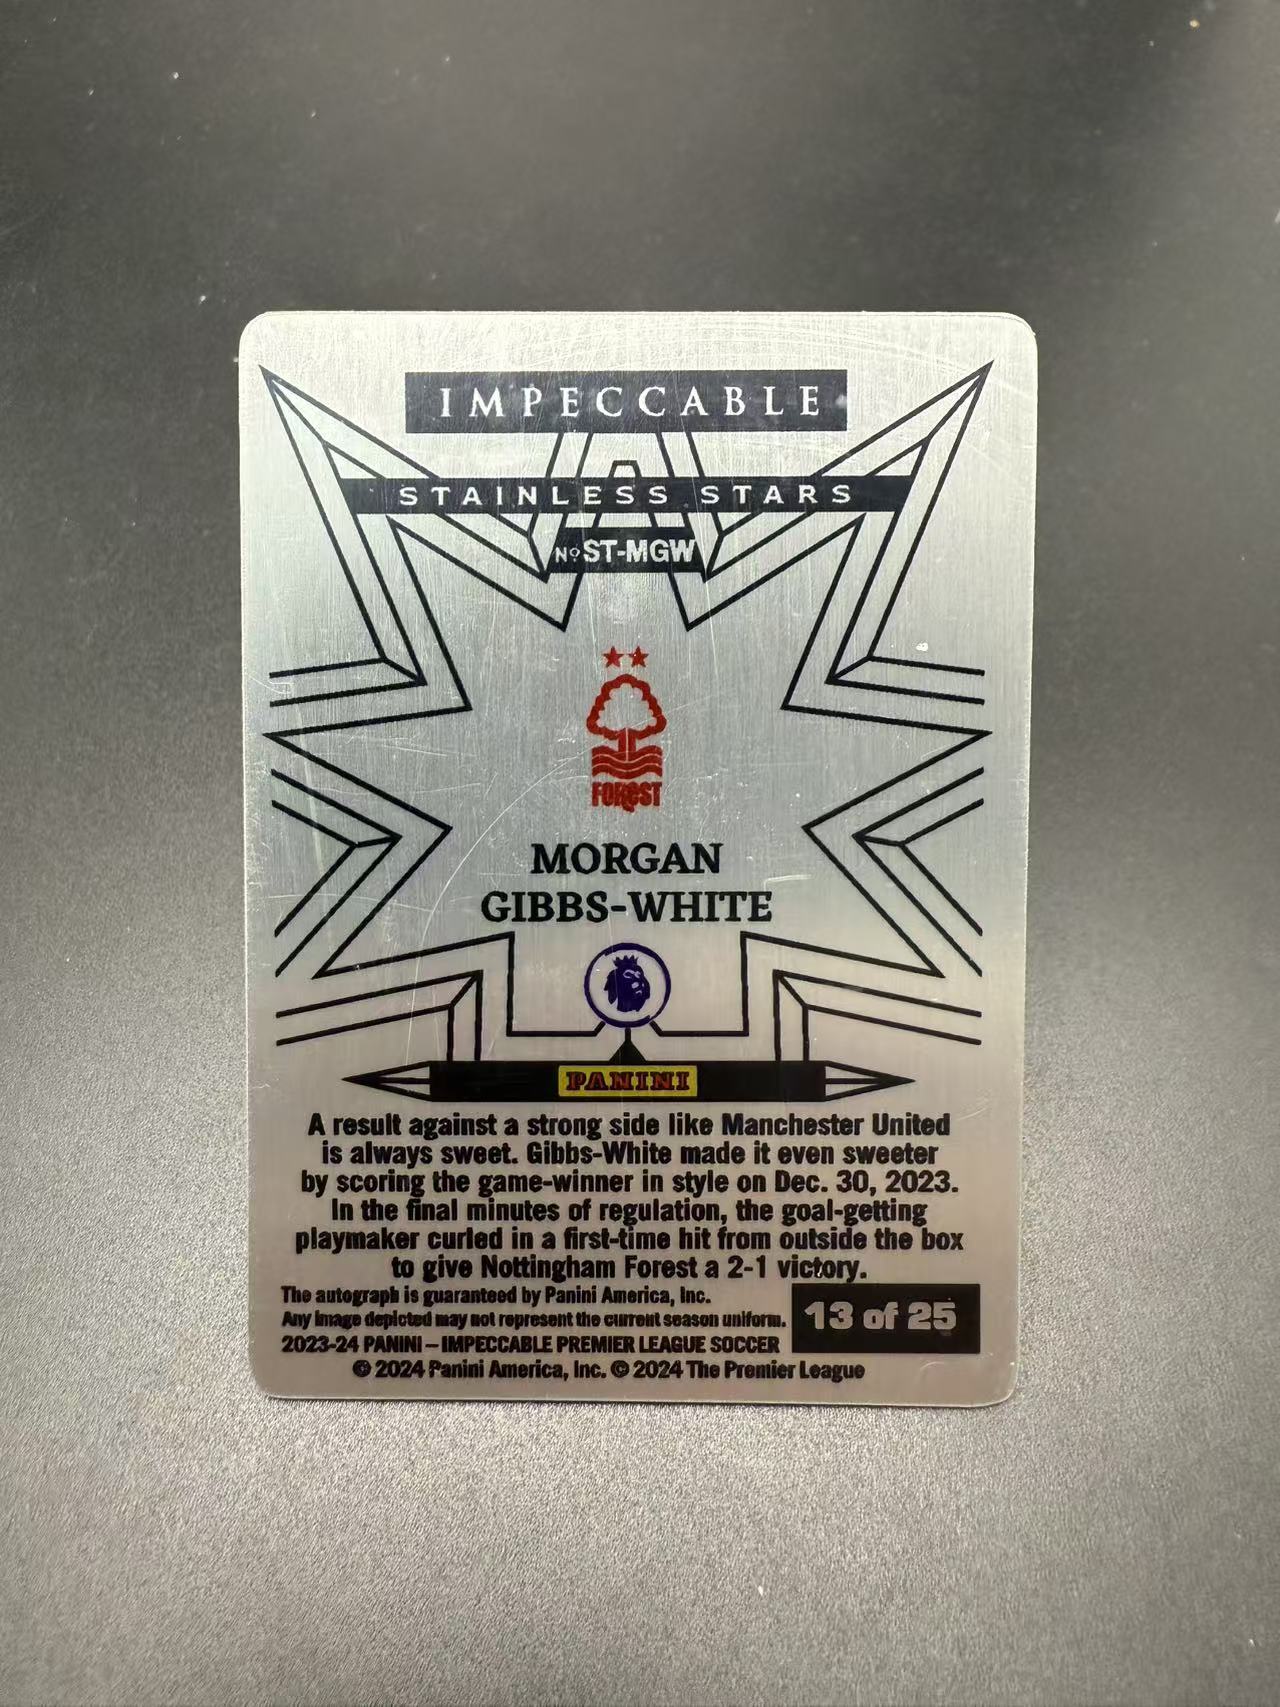 IMPECCABLE
STAINLESS STARS
Nº ST-MGW
FOREST
MORGAN
GIBBS-WHITE
PANINI
A result against a strong side like Manchester United
is always sweet. Gibbs-White made it even sweeter
by scoring the game-winner in style on Dec. 30, 2023.
In the final minutes of regulation, the goal-getting
playmaker curled in a first-time hit from outside the box
to give Nottingham Forest a 2-1 victory.
The autograph is guaranteed by Panini America, Inc.
Any image depicted may not represent the current season uniform.
13 of 25
2023-24 PANINI – IMPECCABLE PREMIER LEAGUE SOCCER
© 2024 Panini America, Inc. © 2024 The Premier League